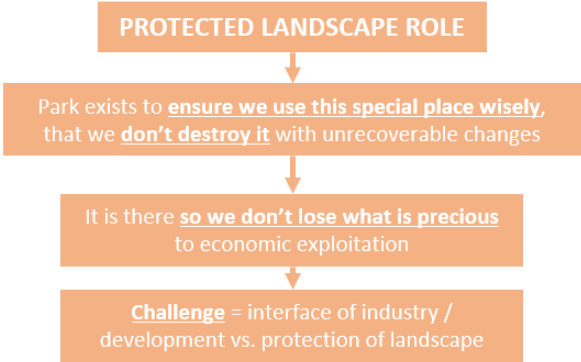 PROTECTED LANDSCAPE ROLE
Park exists to ensure we use this special place wisely,
that we don't destroy it with unrecoverable changes
It is there so we don't lose what is precious
to economic exploitation
Challenge = interface of industry /
development vs. protection of landscape